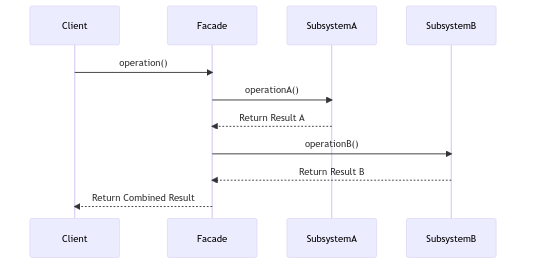 Client Facade SubsystemA SubsystemB
operation()
operationA()
Return Result A
operationB()
Return Result B
Return Combined Result
Client Facade SubsystemA SubsystemB